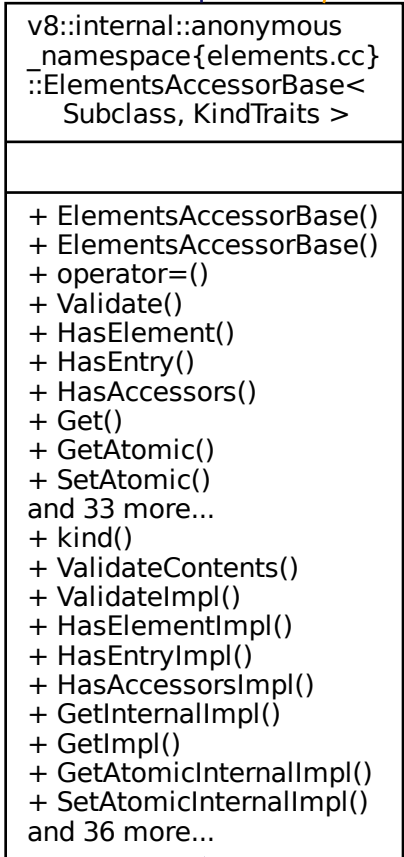 v8::internal::anonymous
_namespace{elements.cc}
::ElementsAccessorBase<
Subclass, KindTraits >
+ ElementsAccessorBase()
+ ElementsAccessorBase()
+ operator=()
+ Validate()
+ HasElement()
+ HasEntry()
+ HasAccessors()
+ Get()
+ GetAtomic()
+ SetAtomic()
and 33 more...
+ kind()
+ ValidateContents()
+ ValidateImpl()
+ HasElementImpl()
+ HasEntryImpl()
+ HasAccessorsImpl()
+ GetInternalImpl()
+ GetImpl()
+ GetAtomicInternalImpl()
+ SetAtomicInternalImpl()
and 36 more...